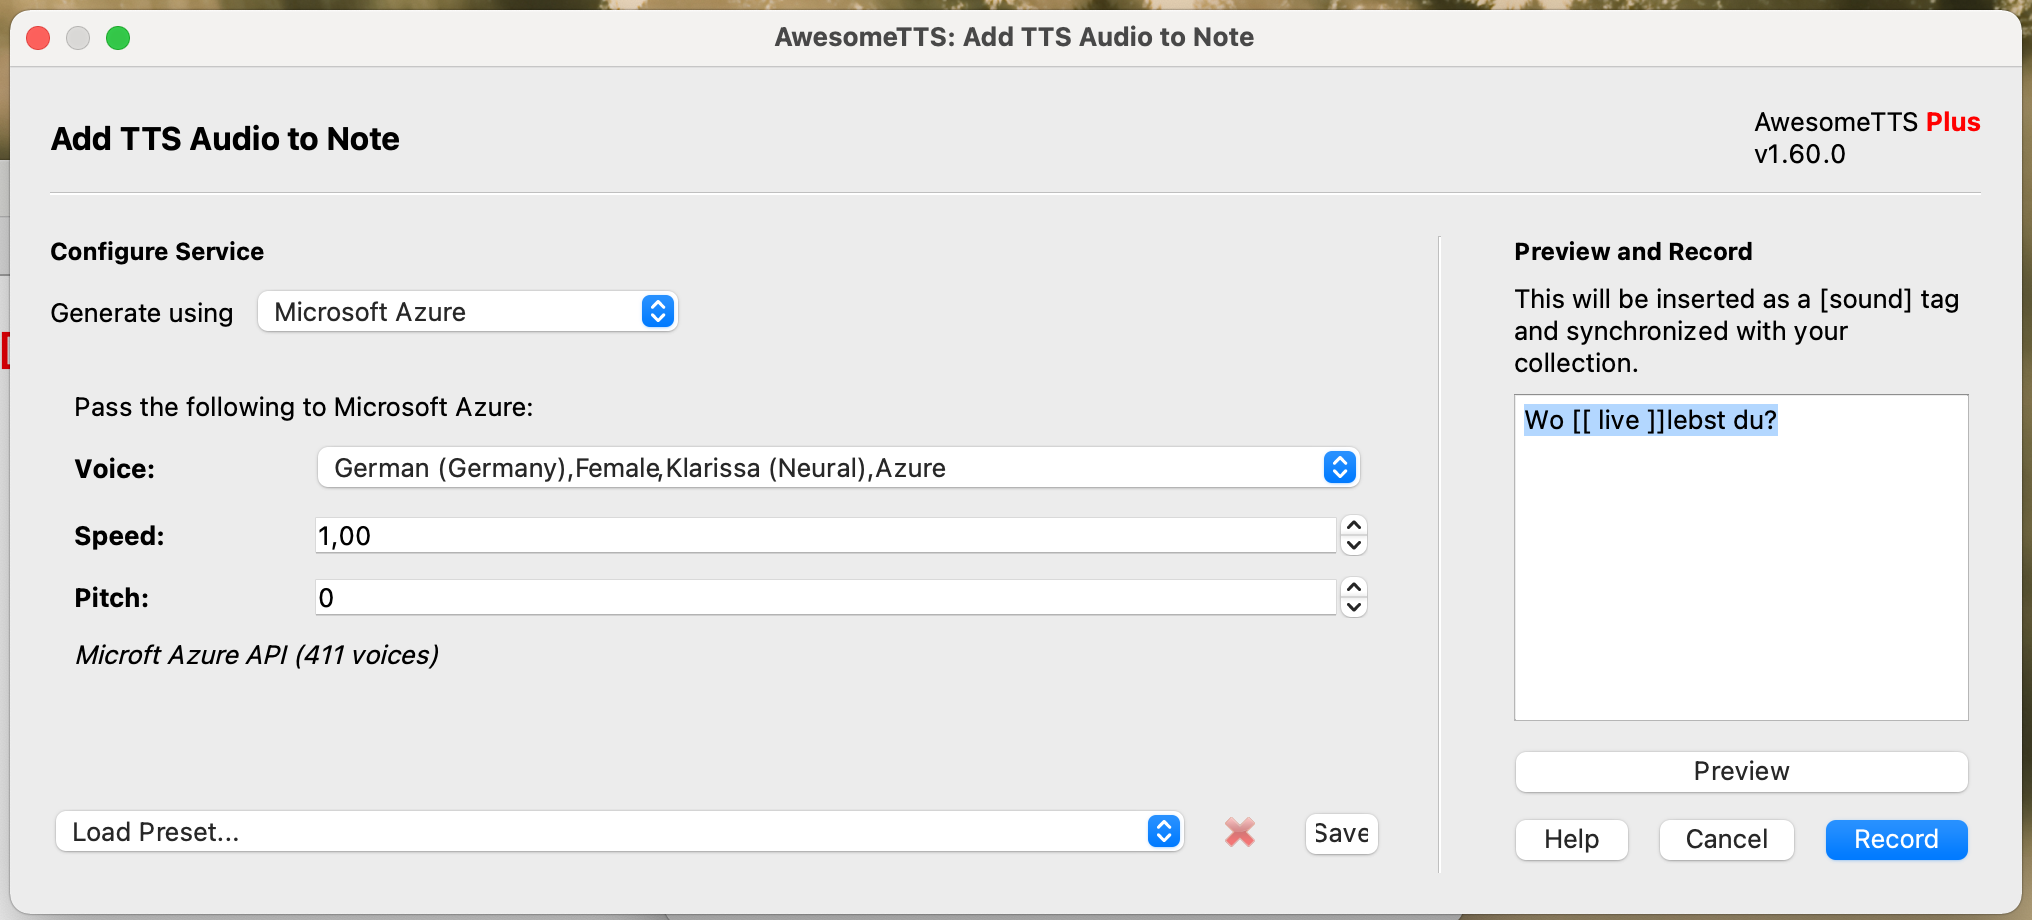 AwesomeTTS: Add TTS Audio to Note
Add TTS Audio to Note
AwesomeTTS Plus
v1.60.0
Configure Service
Generate using Microsoft Azure
Pass the following to Microsoft Azure:
Voice: German (Germany),Female,Klarissa (Neural),Azure
Speed: 1,00
Pitch: 0
Microft Azure API (411 voices)
Load Preset...
Save
Preview and Record
This will be inserted as a [sound] tag
and synchronized with your
collection.
Wo [[ live ]]lebst du?
Preview
Help Cancel Record